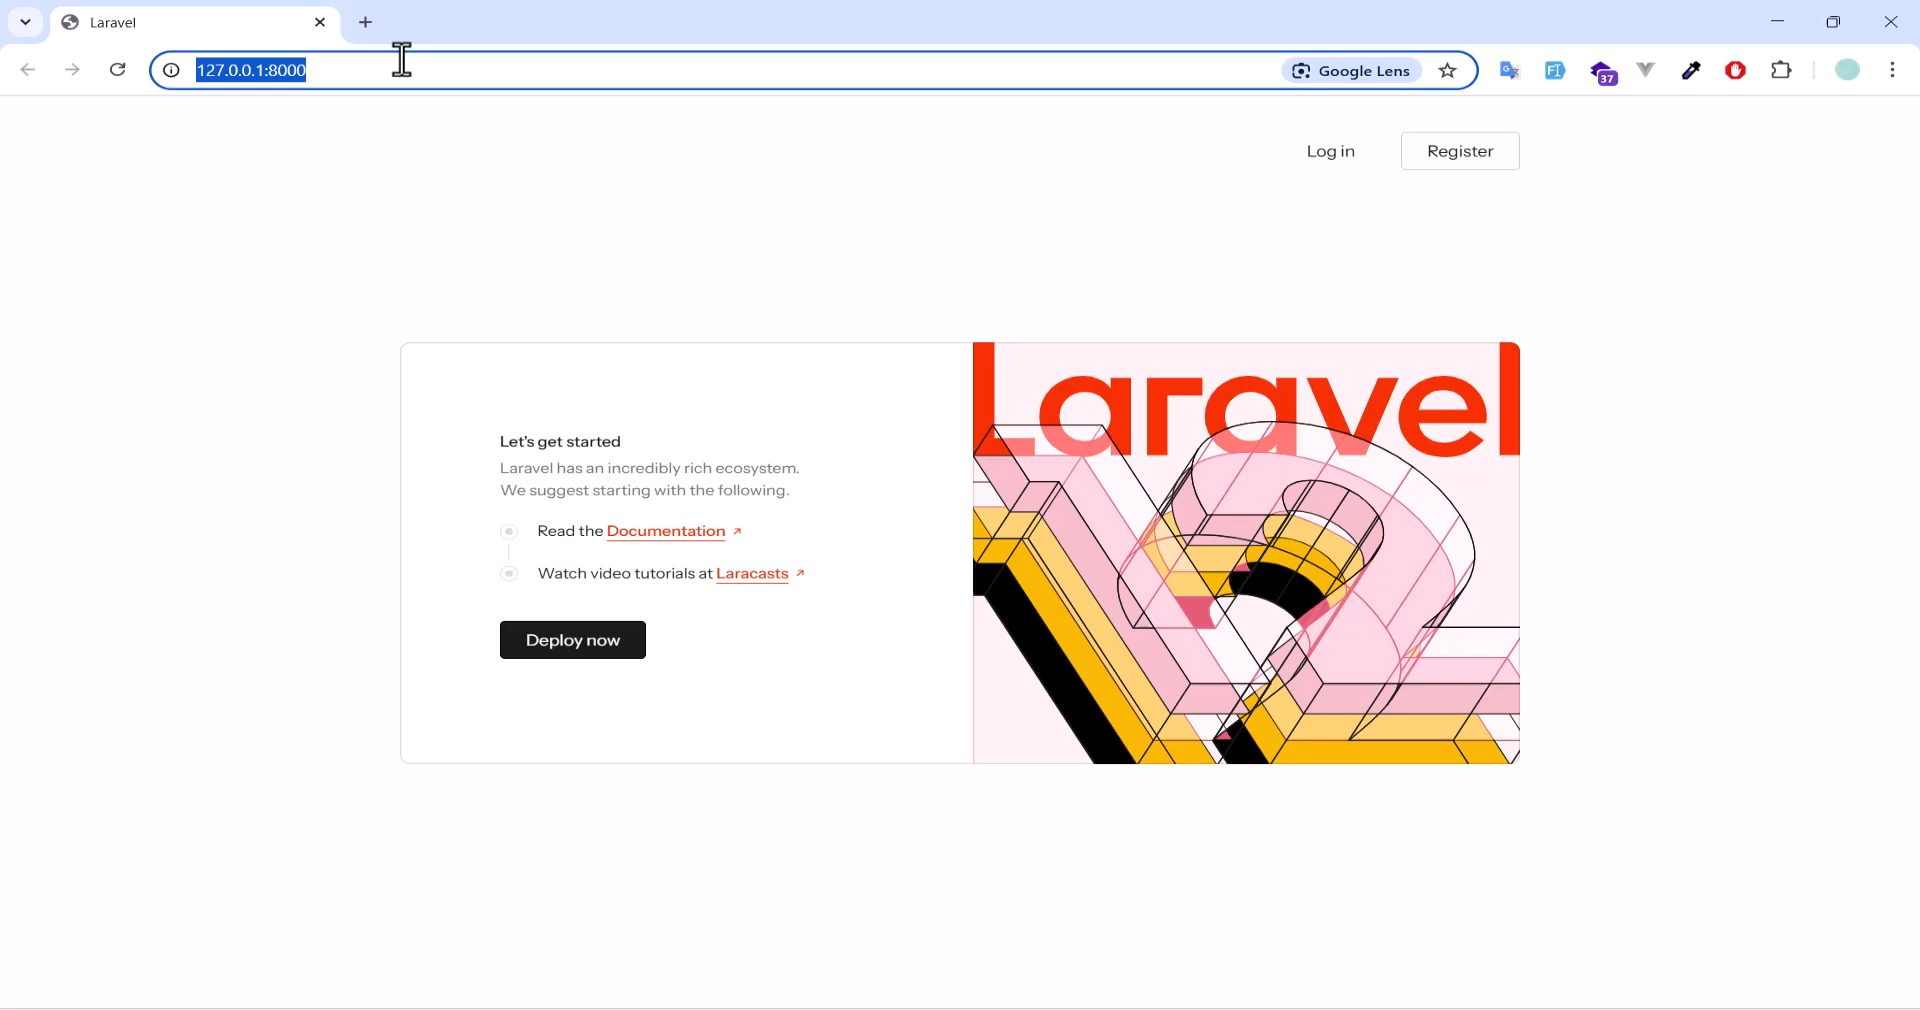 Laravel
127.0.0.1:8000
Google Lens
37
Log in
Register
Let's get started
Laravel has an incredibly rich ecosystem.
We suggest starting with the following.
Read the Documentation
Watch video tutorials at Laracasts
Deploy now
Laravel